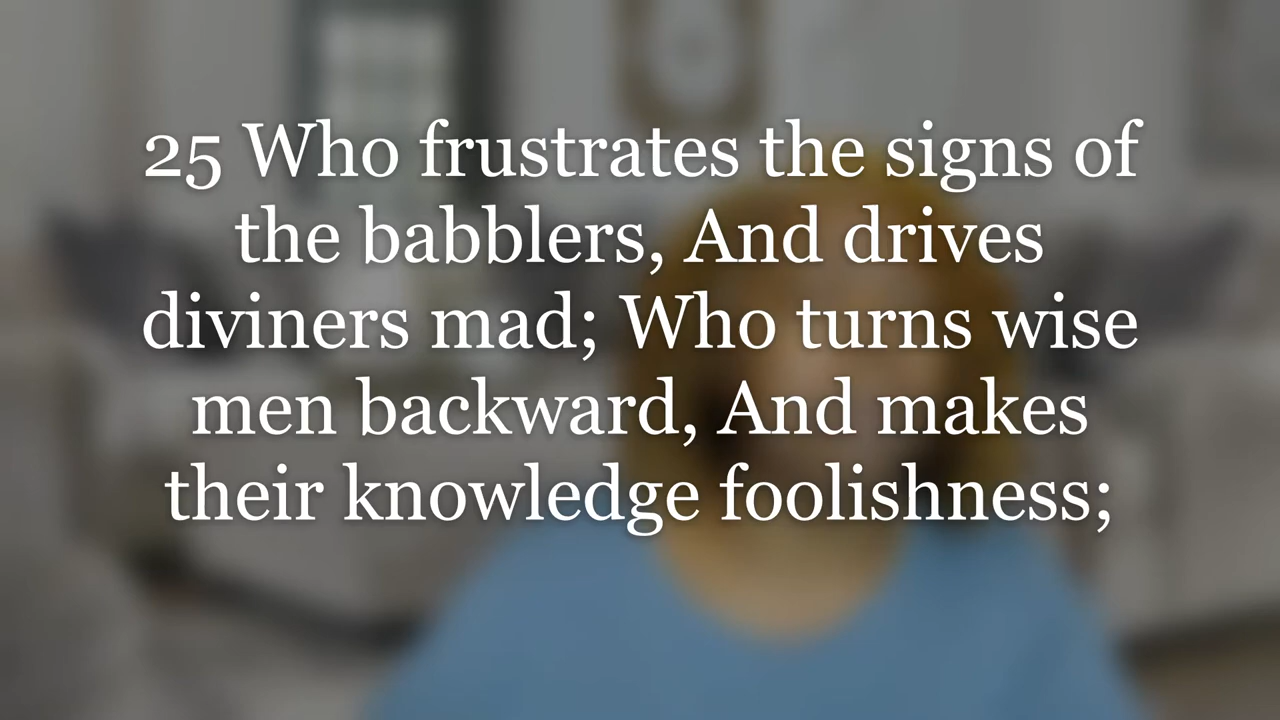 25 Who frustrates the signs of
the babblers, And drives
diviners mad; Who turns wise
men backward, And makes
their knowledge foolishness;